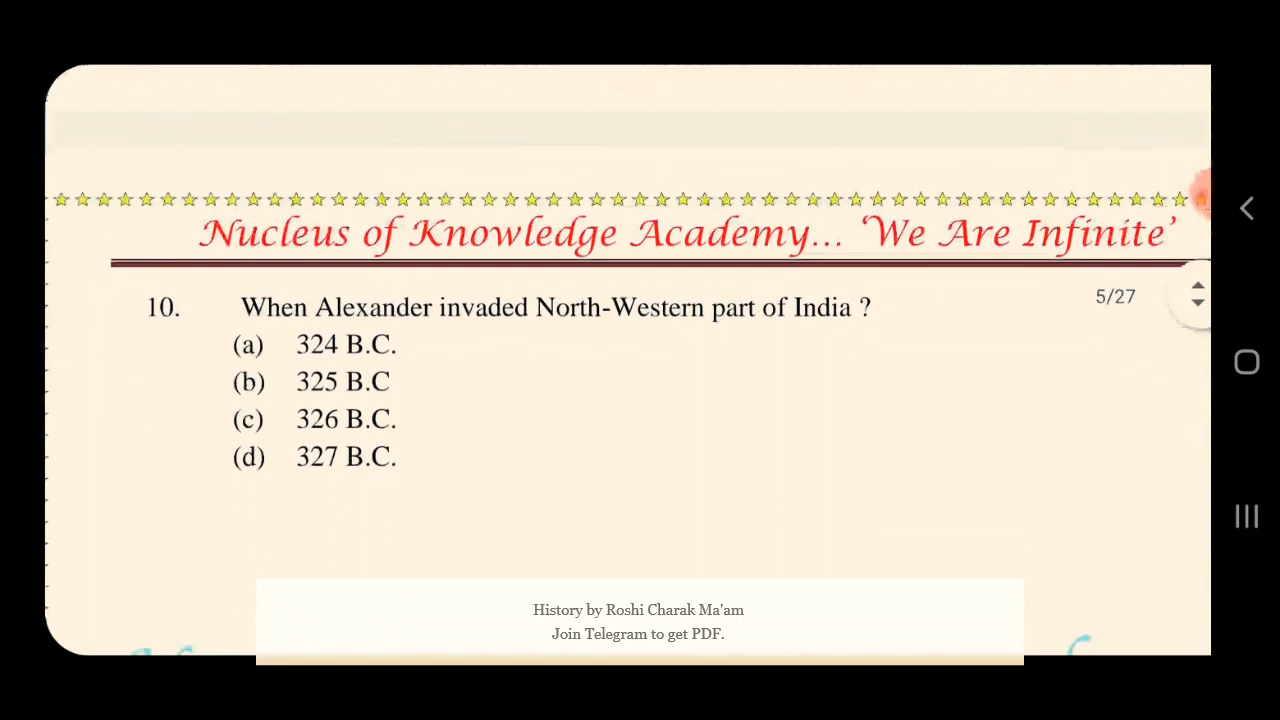 Nucleus of Knowledge Academy... ‘We Are Infinite’
10. When Alexander invaded North-Western part of India ?
5/27
(a) 324 B.C.
(b) 325 B.C
(c) 326 B.C.
(d) 327 B.C.
History by Roshi Charak Ma'am
Join Telegram to get PDF.